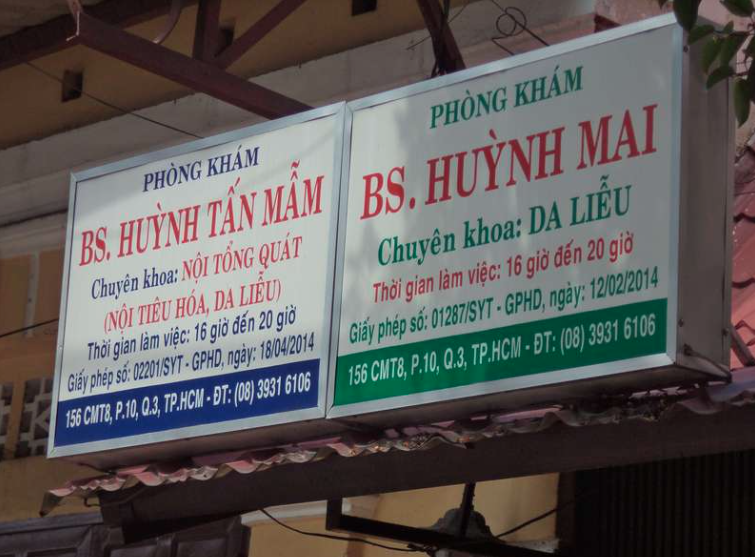 PHÒNG KHÁM
BS. HUỲNH TẤN MẪM
Chuyên khoa: NỘI TỔNG QUÁT
(NỘI TIÊU HÓA, DA LIỄU)
Thời gian làm việc: 16 giờ đến 20 giờ
Giấy phép số: 02201/SYT - GPHD, ngày: 18/04/2014
156 CMT8, P.10, Q.3, TP.HCM - ĐT: (08) 3931 6106
PHÒNG KHÁM
BS. HUỲNH MAI
Chuyên khoa: DA LIỄU
Thời gian làm việc: 16 giờ đến 20 giờ
Giấy phép số: 01287/SYT - GPHD, ngày: 12/02/2014
156 CMT8, P.10, Q.3, TP.HCM - ĐT: (08) 3931 6106